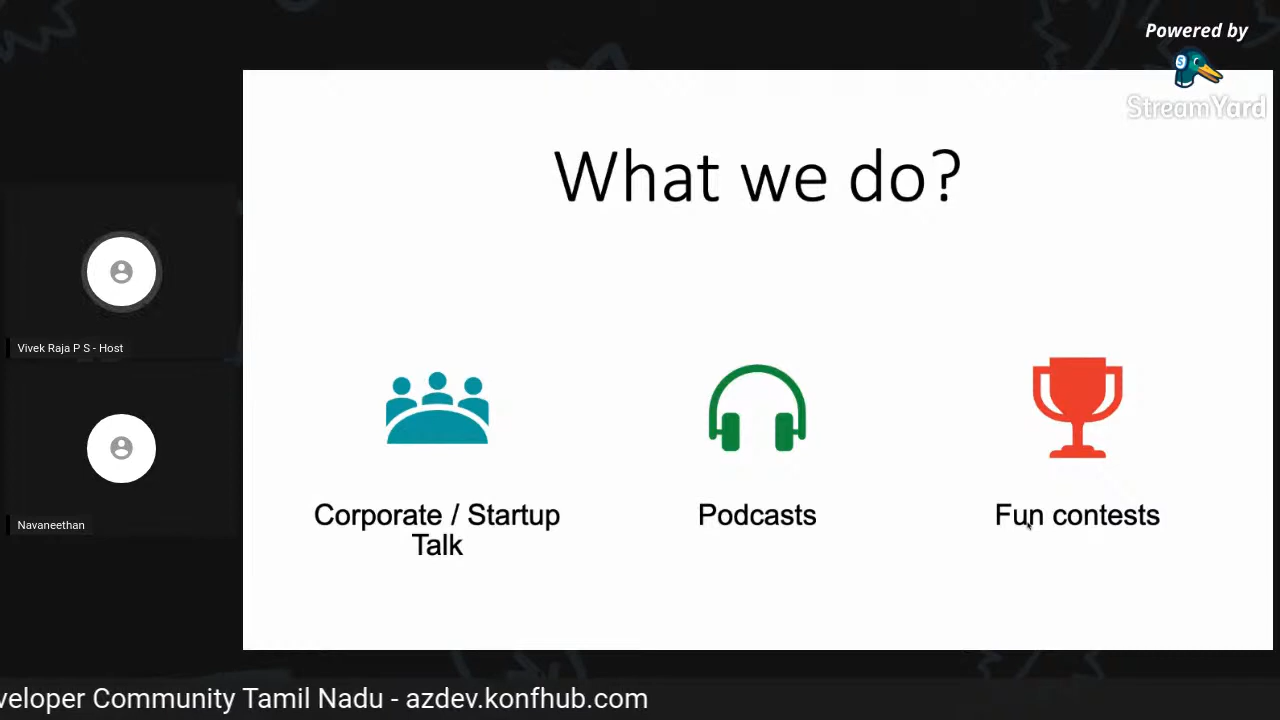 Powered by
StreamYard
What we do?
Vivek Raja P S - Host
Navaneethan
Corporate / Startup
Talk
Podcasts
Fun contests
veloper Community Tamil Nadu - azdev.konfhub.com